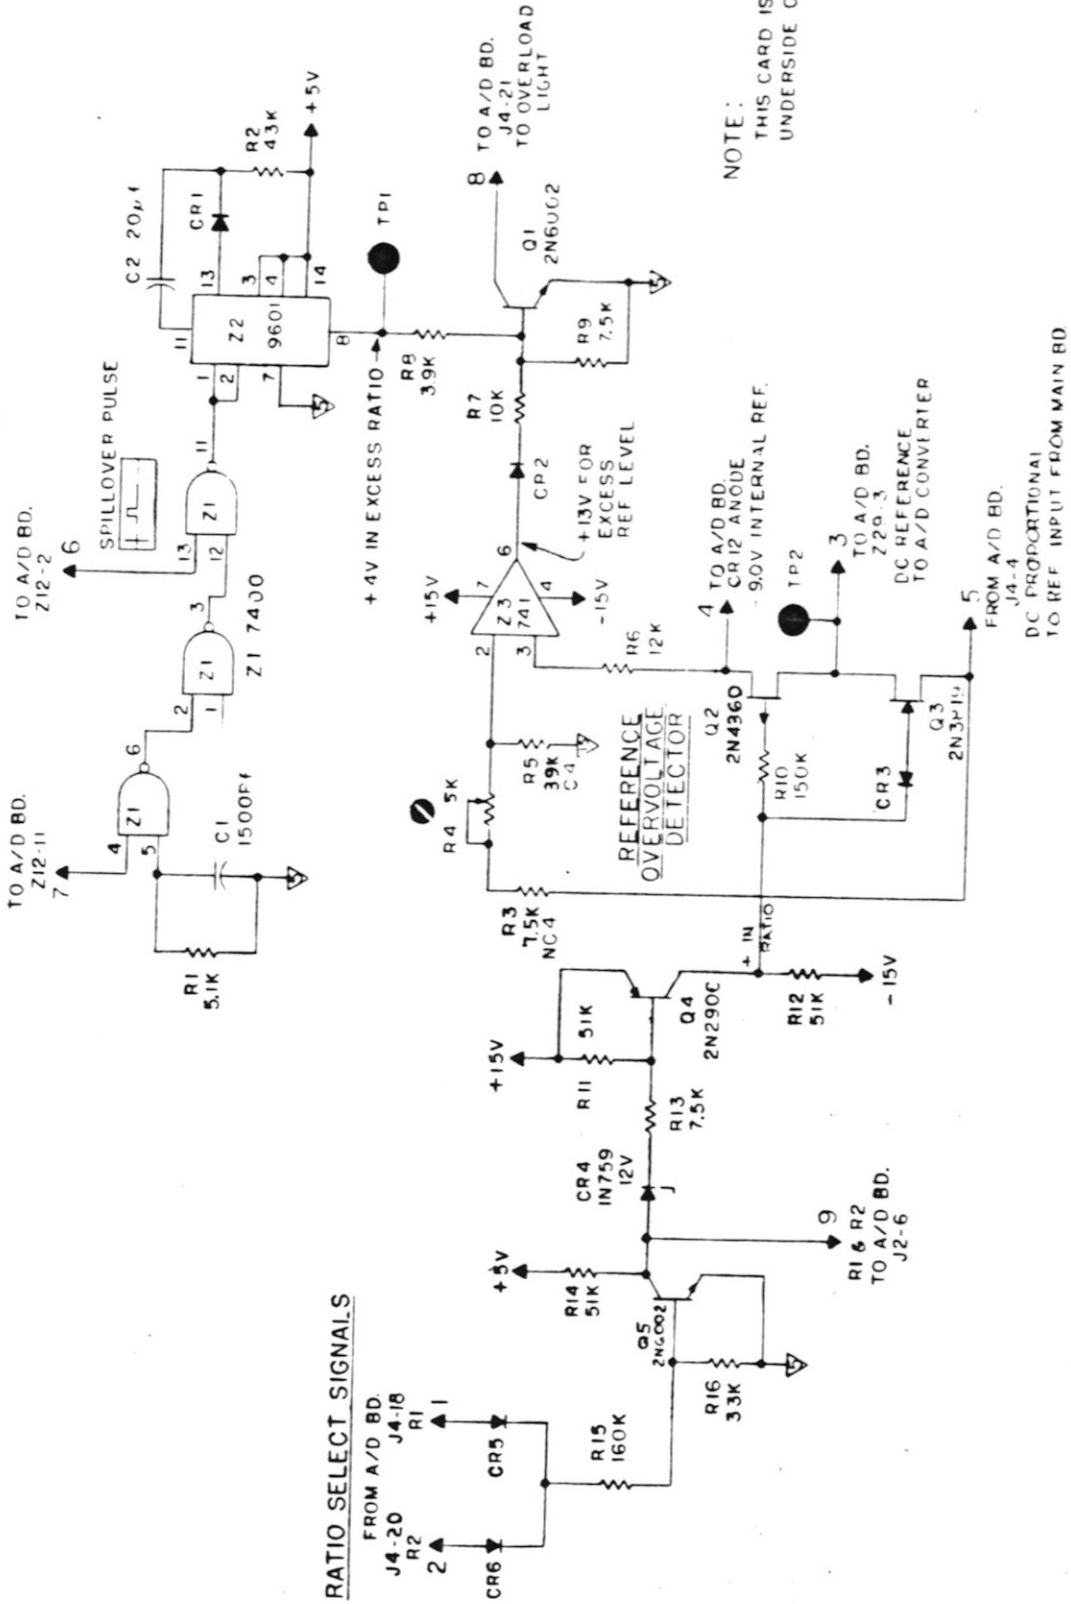 TO A/D BD.
Z12-11
7
4
5
Z1
6
C1
1500Pf
R1
5.1K
2
1
Z1
3
Z1 7400
TO A/D BD.
Z12-2
6
SPILLOVER PULSE
13
12
Z1
11
1
2
7
Z2
9601
11
13
3
4
14
8
C2 20µf
CR1
R2
43K
+5V
+4V IN EXCESS RATIO
TP1
R8
3.9K
R7
10K
R9
7.5K
Q1
2N6002
8
TO A/D BD.
J4-21
TO OVERLOAD
LIGHT
NOTE:
THIS CARD IS
UNDERSIDE
R4
5K
R5
39K
R3
7.5K
NC4
+15V
2
3
Z3
741
7
6
4
-15V
CR2
+13V FOR
EXCESS
REF LEVEL
R6
12K
REFERENCE
OVERVOLTAGE
DETECTOR
4
TO A/D BD.
CR12 ANODE
9.0V INTERNAL REF.
Q2
2N4360
R10
150K
CR3
Q3
2N3819
TP2
3
TO A/D BD.
Z29-3
DC REFERENCE
TO A/D CONVERTER
5
FROM A/D BD.
J4-4
DC PROPORTIONAL
TO REF INPUT FROM MAIN BD.
+ IN
RATIO
+15V
R11
51K
Q4
R12
51K
-15V
R13
7.5K
CR4
1N759
12V
+5V
R14
51K
9
R1 & R2
TO A/D BD.
J2-6
Q5
2N6002
R16
33K
R15
160K
RATIO SELECT SIGNALS
FROM A/D BD.
J4-20
R2
2
J4-18
R1
1
CR5
CR6